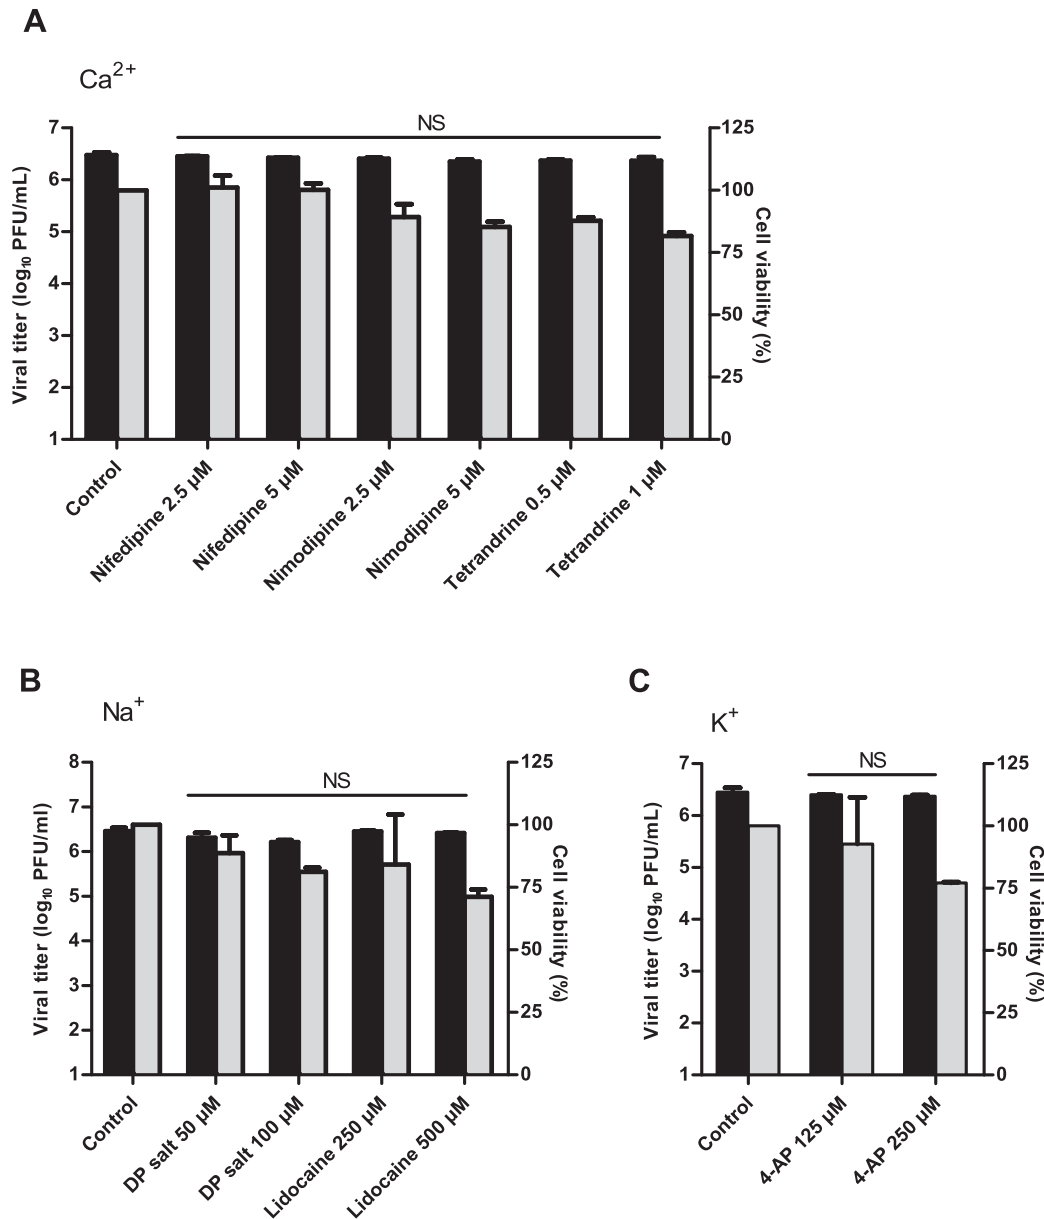 A
Ca2+
NS
7
6
5
4
3
2
1
125
100
75
50
25
0
Viral titer (log10 PFU/mL)
Cell viability (%)
Control
Nifedipine 2.5 µM
Nifedipine 5 µM
Nimodipine 2.5 µM
Nimodipine 5 µM
Tetrandrine 0.5 µM
Tetrandrine 1 µM
B
Na+
NS
8
7
6
5
4
3
2
1
125
100
75
50
25
0
Viral titer (log10 PFU/ml)
Cell viability (%)
Control
DP salt 50 µM
DP salt 100 µM
Lidocaine 250 µM
Lidocaine 500 µM
C
K+
NS
7
6
5
4
3
2
1
125
100
75
50
25
0
Viral titer (log10 PFU/mL)
Cell viability (%)
Control
4-AP 125 µM
4-AP 250 µM